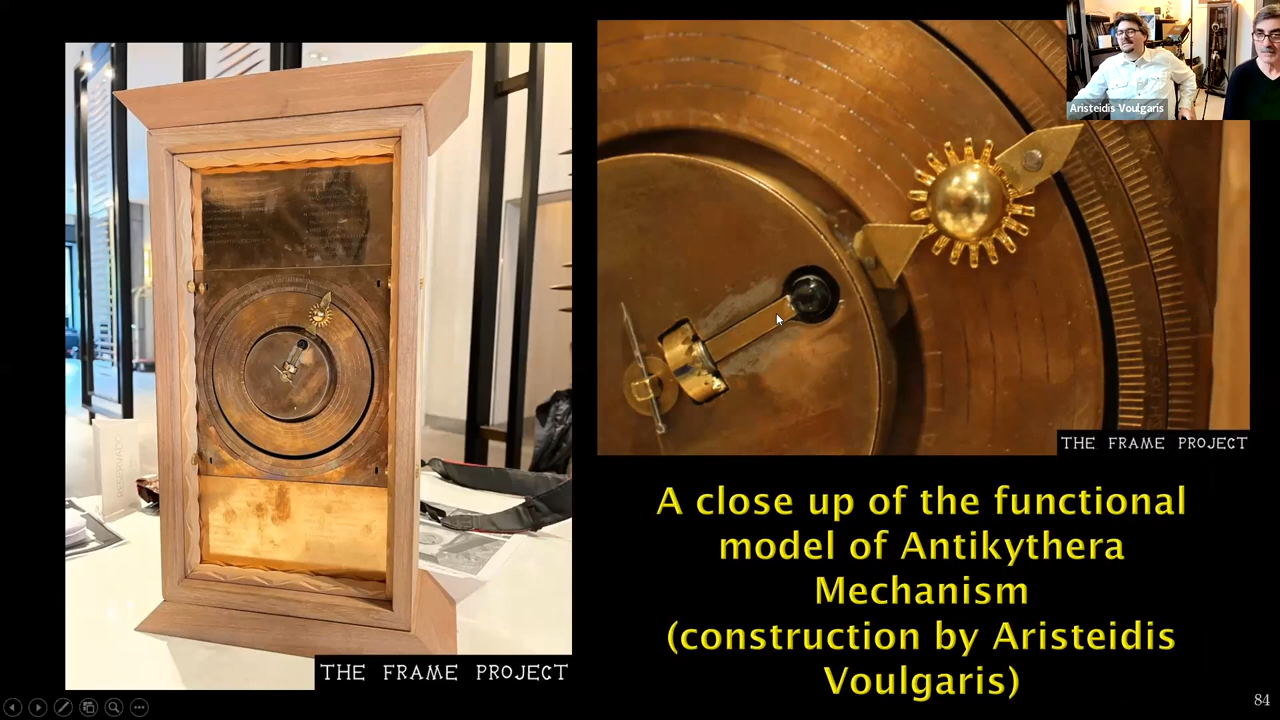 Aristeidis Voulgaris
THE FRAME PROJECT
THE FRAME PROJECT
A close up of the functional
model of Antikythera
Mechanism
(construction by Aristeidis
Voulgaris)
84